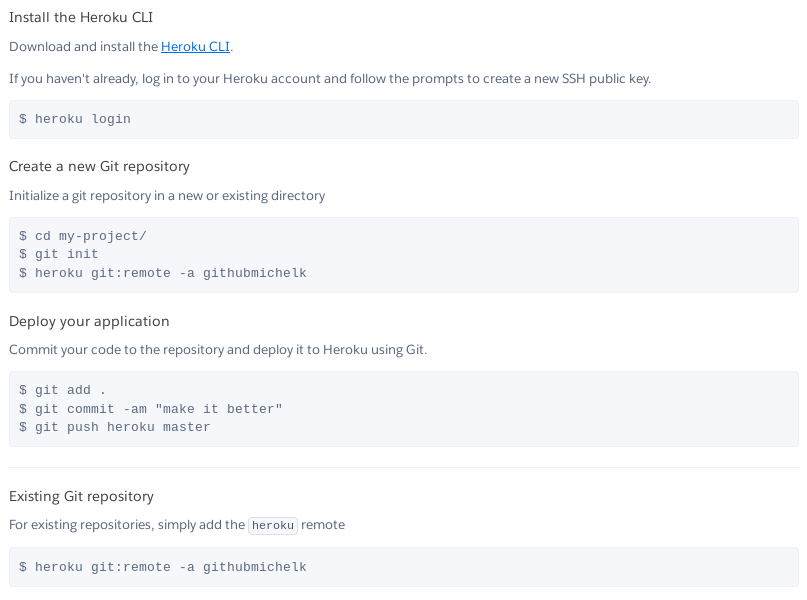 Install the Heroku CLI
Download and install the Heroku CLI.
If you haven't already, log in to your Heroku account and follow the prompts to create a new SSH public key.
$ heroku login
Create a new Git repository
Initialize a git repository in a new or existing directory
$ cd my-project/
$ git init
$ heroku git:remote -a githubmichelk
Deploy your application
Commit your code to the repository and deploy it to Heroku using Git.
$ git add .
$ git commit -am "make it better"
$ git push heroku master
Existing Git repository
For existing repositories, simply add the heroku remote
$ heroku git:remote -a githubmichelk